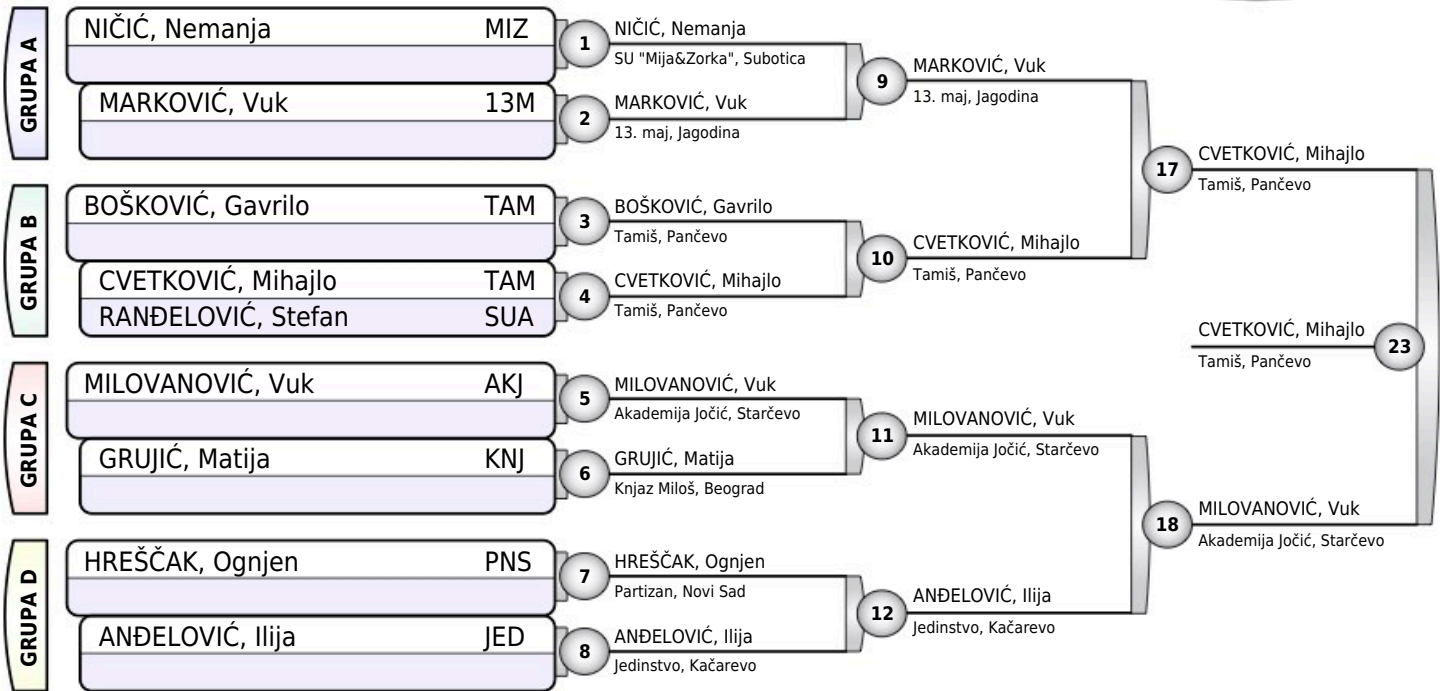 GRUPA A
NIČIĆ, Nemanja MIZ
MARKOVIĆ, Vuk 13M
GRUPA B
BOŠKOVIĆ, Gavrilo TAM
CVETKOVIĆ, Mihajlo TAM
RANĐELOVIĆ, Stefan SUA
GRUPA C
MILOVANOVIĆ, Vuk AKJ
GRUJIĆ, Matija KNJ
GRUPA D
HREŠČAK, Ognjen PNS
ANĐELOVIĆ, Ilija JED
1
NIČIĆ, Nemanja
SU "Mija&Zorka", Subotica
2
MARKOVIĆ, Vuk
13. maj, Jagodina
3
BOŠKOVIĆ, Gavrilo
Tamiš, Pančevo
4
CVETKOVIĆ, Mihajlo
Tamiš, Pančevo
5
MILOVANOVIĆ, Vuk
Akademija Jočić, Starčevo
6
GRUJIĆ, Matija
Knjaz Miloš, Beograd
7
HREŠČAK, Ognjen
Partizan, Novi Sad
8
ANĐELOVIĆ, Ilija
Jedinstvo, Kačarevo
9
MARKOVIĆ, Vuk
13. maj, Jagodina
10
CVETKOVIĆ, Mihajlo
Tamiš, Pančevo
11
MILOVANOVIĆ, Vuk
Akademija Jočić, Starčevo
12
ANĐELOVIĆ, Ilija
Jedinstvo, Kačarevo
17
CVETKOVIĆ, Mihajlo
Tamiš, Pančevo
18
MILOVANOVIĆ, Vuk
Akademija Jočić, Starčevo
CVETKOVIĆ, Mihajlo
Tamiš, Pančevo
23